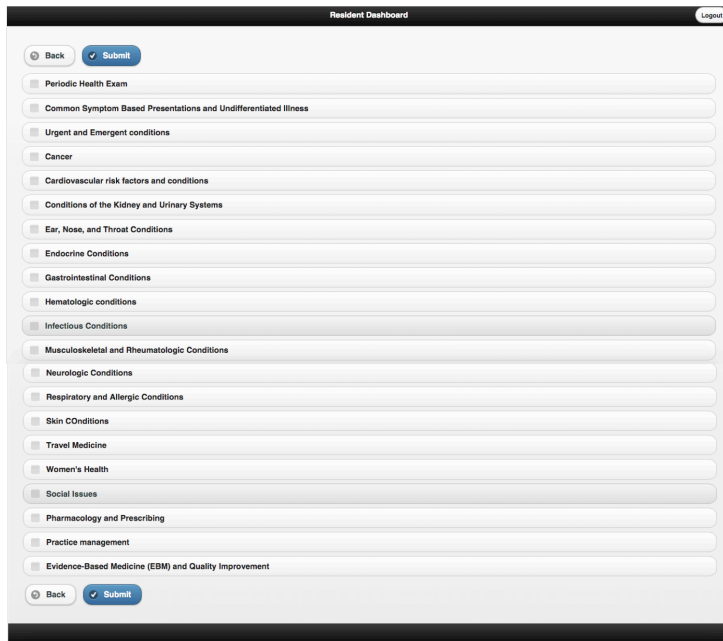 Resident Dashboard
Logout
Back
Submit
Periodic Health Exam
Common Symptom Based Presentations and Undifferentiated Illness
Urgent and Emergent conditions
Cancer
Cardiovascular risk factors and conditions
Conditions of the Kidney and Urinary Systems
Ear, Nose, and Throat Conditions
Endocrine Conditions
Gastrointestinal Conditions
Hematologic conditions
Infectious Conditions
Musculoskeletal and Rheumatologic Conditions
Neurologic Conditions
Respiratory and Allergic Conditions
Skin COnditions
Travel Medicine
Women's Health
Social Issues
Pharmacology and Prescribing
Practice management
Evidence-Based Medicine (EBM) and Quality Improvement
Back
Submit